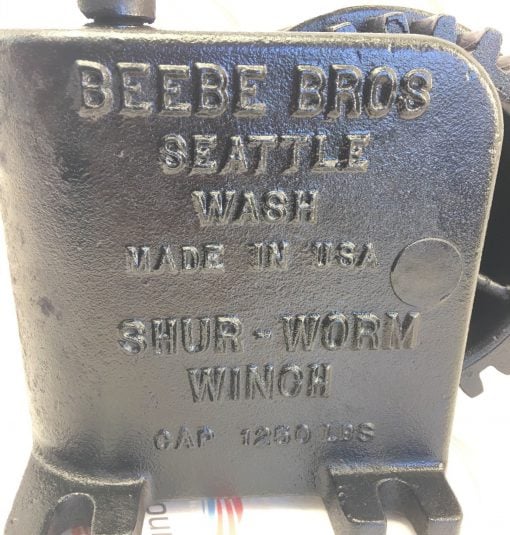 BEEBE BROS
SEATTLE
WASH
MADE IN USA
SHUR-WORM
WINCH
CAP 1250 LBS